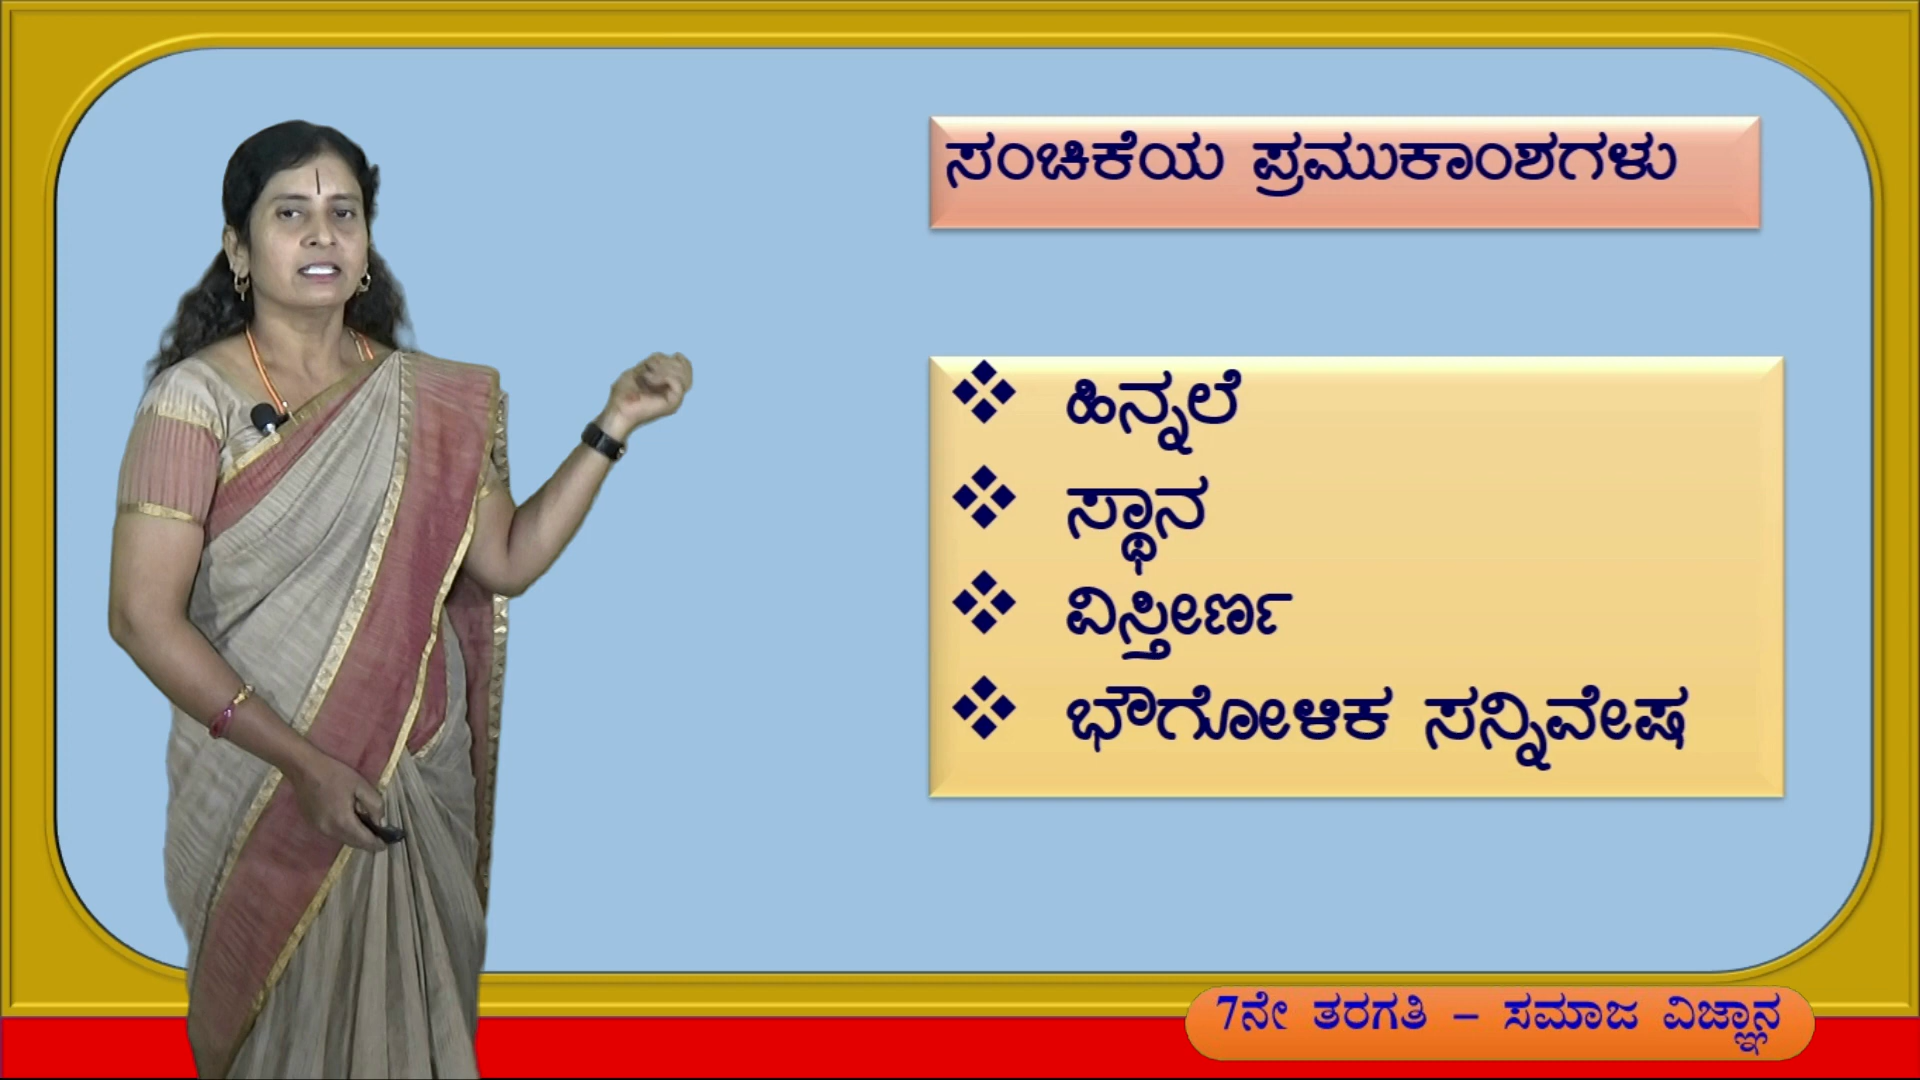 ಸಂಚಿಕೆಯ ಪ್ರಮುಕಾಂಶಗಳು
❖ ಹಿನ್ನಲೆ
❖ ಸ್ಥಾನ
❖ ವಿಸ್ತೀರ್ಣ
❖ ಭೌಗೋಳಿಕ ಸನ್ನಿವೇಷ
7ನೇ ತರಗತಿ – ಸಮಾಜ ವಿಜ್ಞಾನ